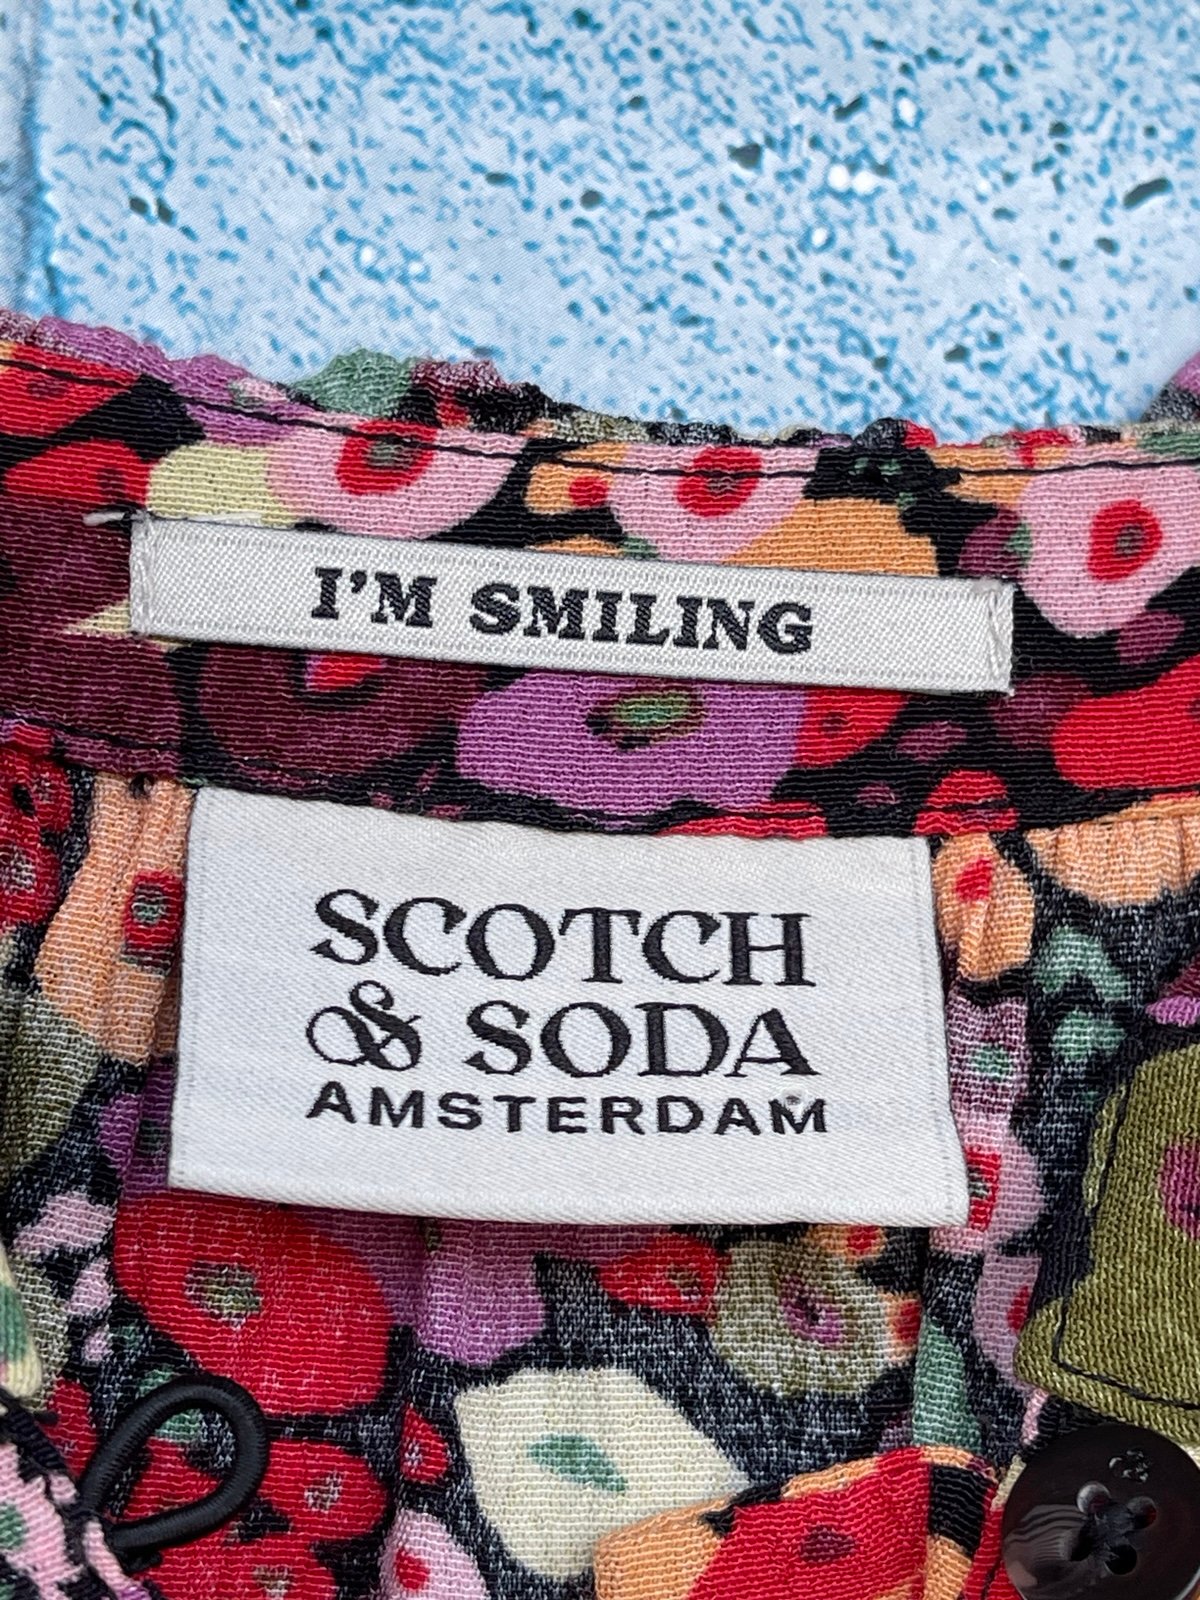 I'M SMILING
SCOTCH
& SODA
AMSTERDAM